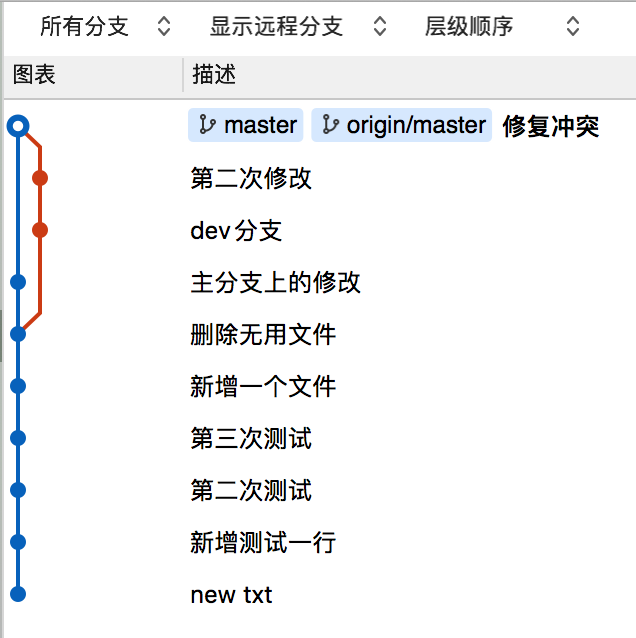 所有分支 显示远程分支 层级顺序
图表 描述
master origin/master 修复冲突
第二次修改
dev分支
主分支上的修改
删除无用文件
新增一个文件
第三次测试
第二次测试
新增测试一行
new txt